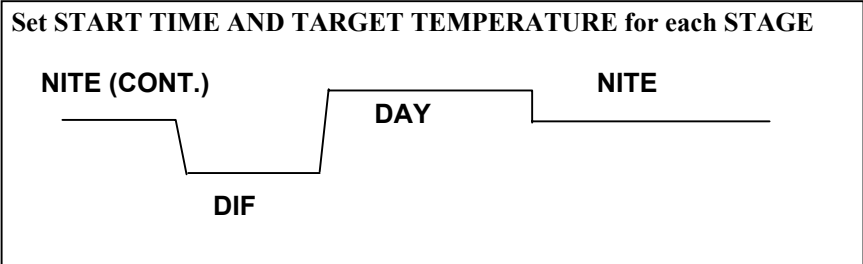 Set START TIME AND TARGET TEMPERATURE for each STAGE
NITE (CONT.)
NITE
DAY
DIF